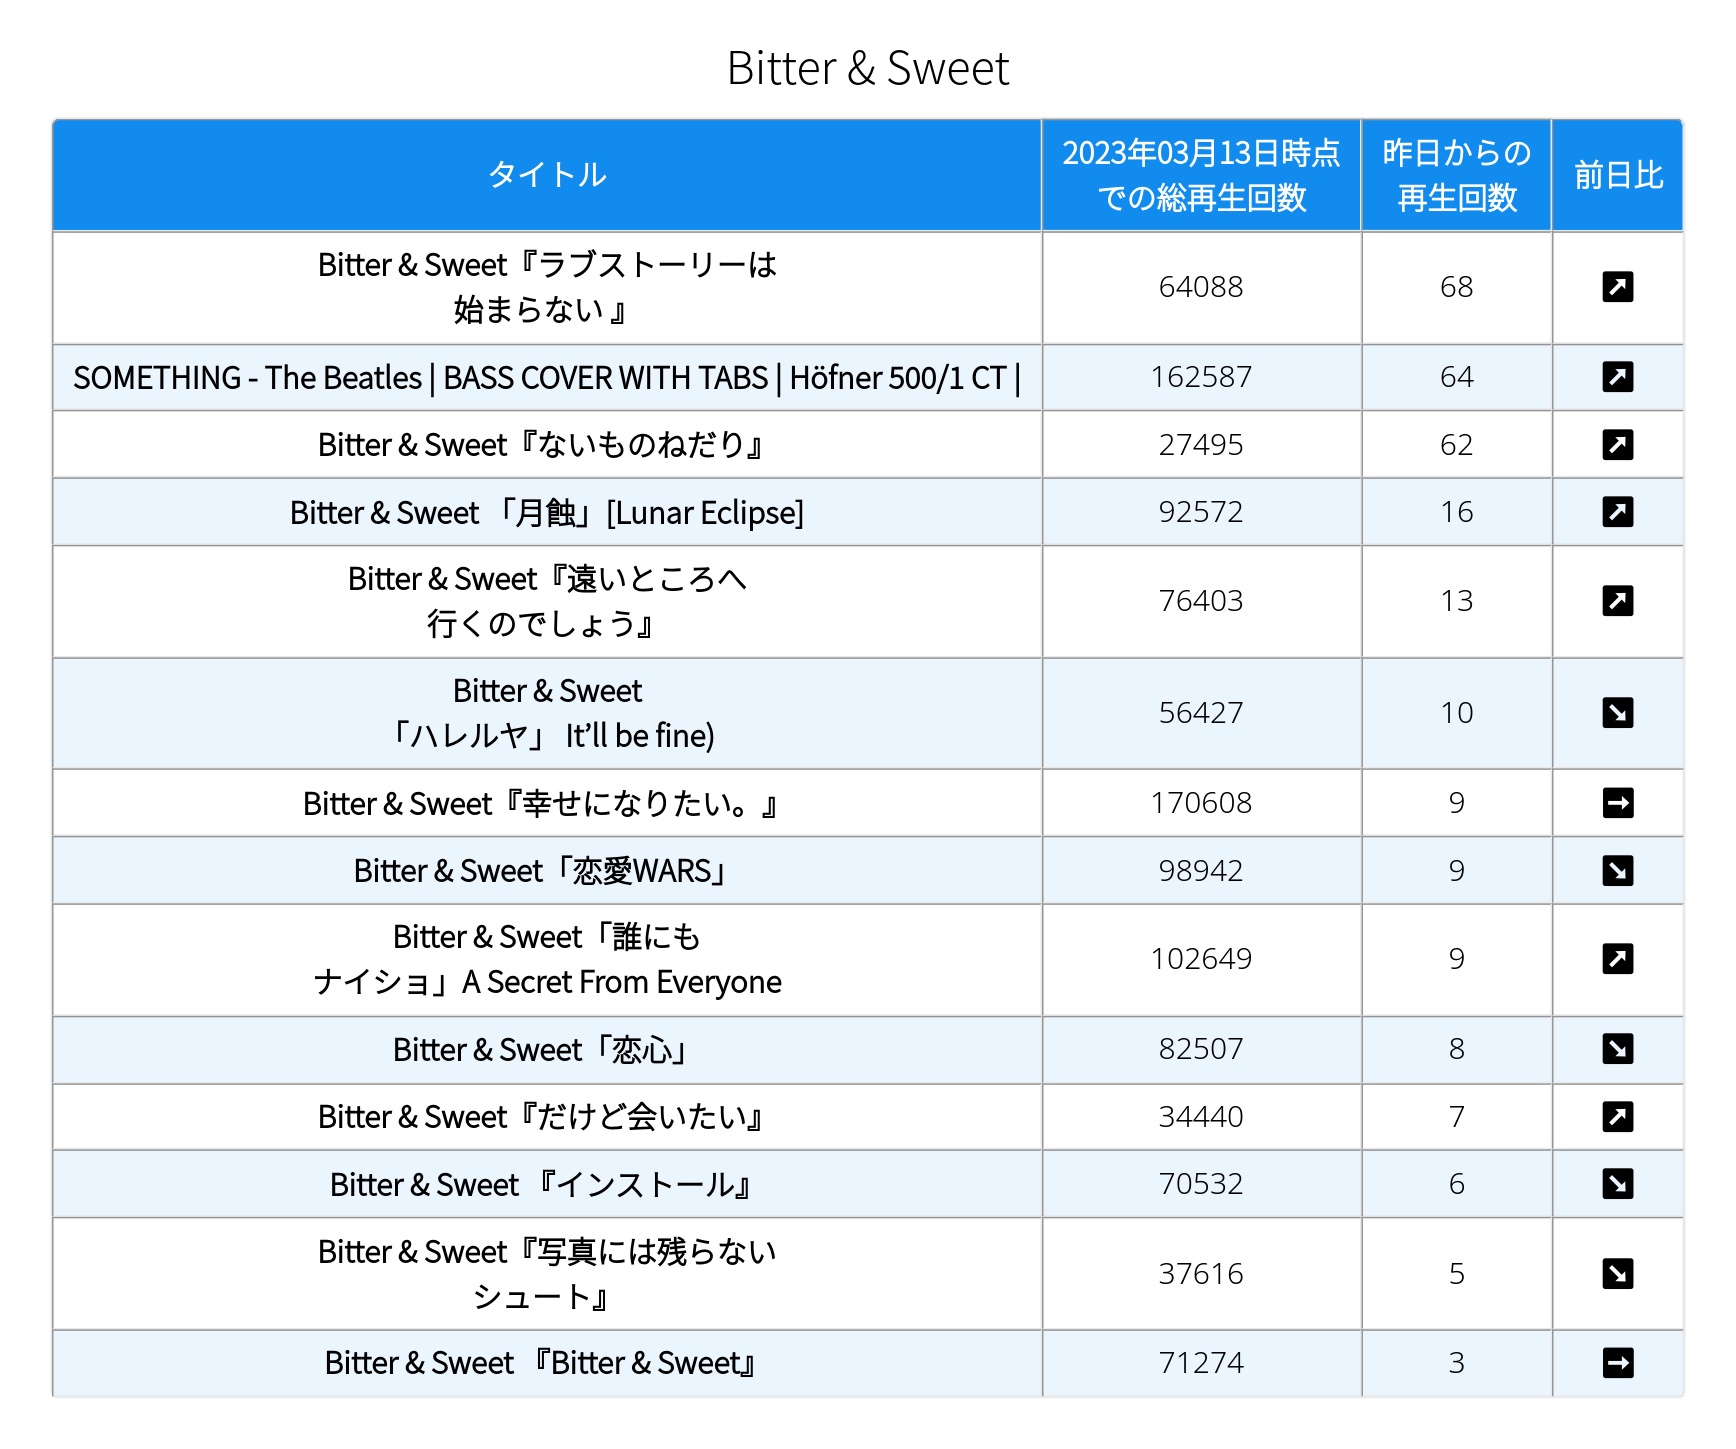 Bitter & Sweet
タイトル
2023年03月13日時点
での総再生回数
昨日からの
再生回数
前日比
Bitter & Sweet『ラブストーリーは
始まらない 』
64088
68
SOMETHING - The Beatles | BASS COVER WITH TABS | Höfner 500/1 CT |
162587
64
Bitter & Sweet『ないものねだり』
27495
62
Bitter & Sweet 「月蝕」[Lunar Eclipse]
92572
16
Bitter & Sweet『遠いところへ
行くのでしょう』
76403
13
Bitter & Sweet
「ハレルヤ」 It’ll be fine)
56427
10
Bitter & Sweet『幸せになりたい。』
170608
9
Bitter & Sweet「恋愛WARS」
98942
9
Bitter & Sweet「誰にも
ナイショ」A Secret From Everyone
102649
9
Bitter & Sweet「恋心」
82507
8
Bitter & Sweet『だけど会いたい』
34440
7
Bitter & Sweet 『インストール』
70532
6
Bitter & Sweet『写真には残らない
シュート』
37616
5
Bitter & Sweet 『Bitter & Sweet』
71274
3